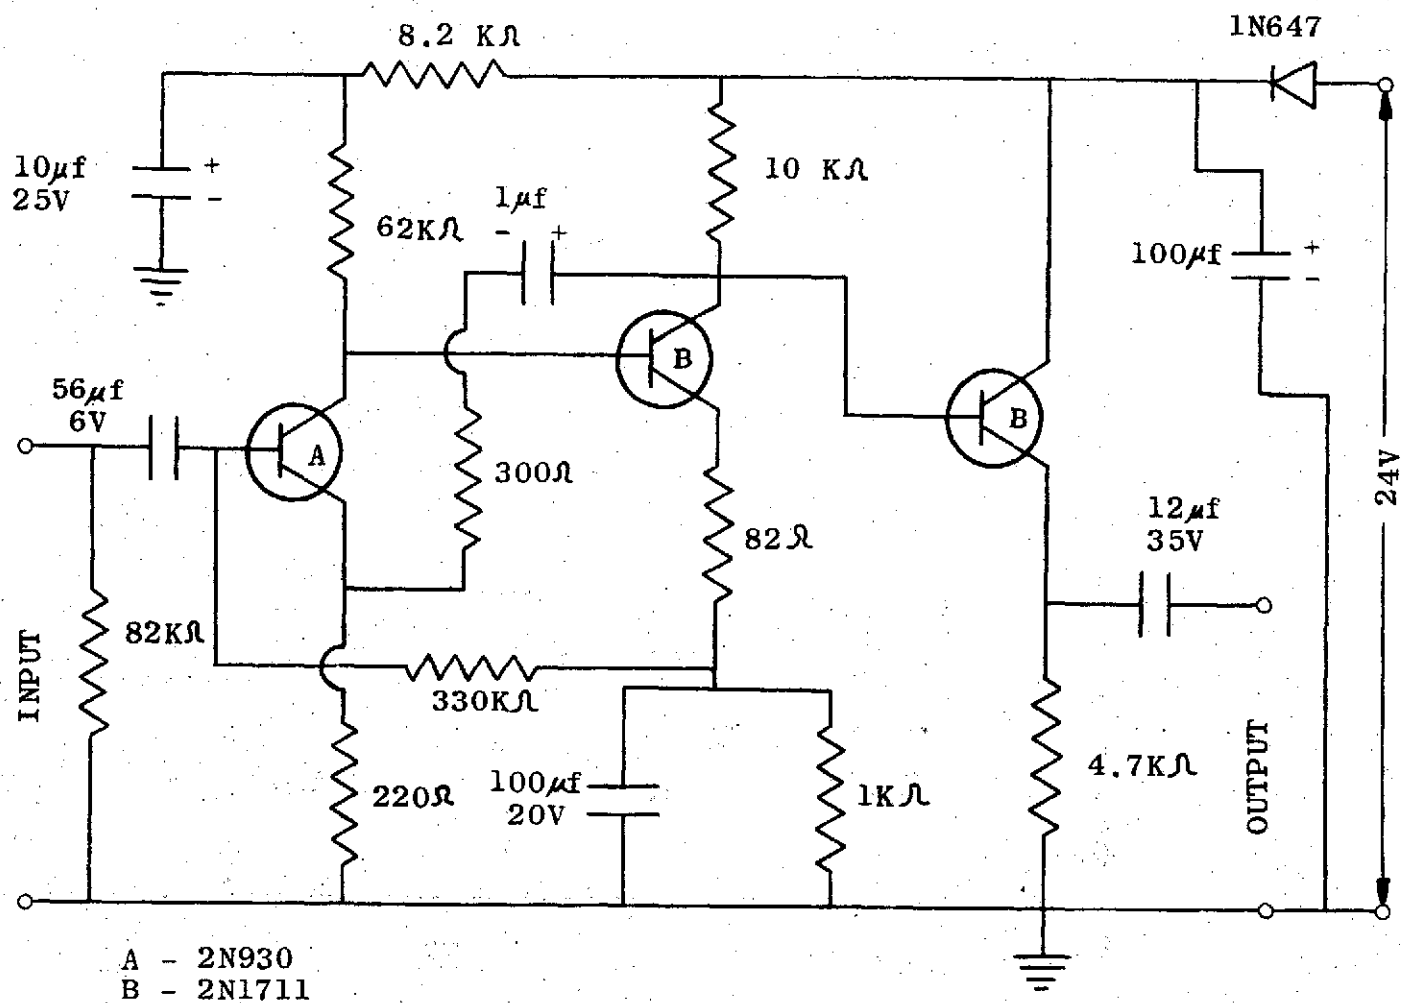 1N647
8.2 KΩ
10μf
25V
+
-
62KΩ
1μf
- +
10 KΩ
100μf
+
-
56μf
6V
A
B
B
300Ω
82Ω
12μf
35V
24V
INPUT
82KΩ
330KΩ
220Ω
100μf
20V
1KΩ
4.7KΩ
OUTPUT
A - 2N930
B - 2N1711